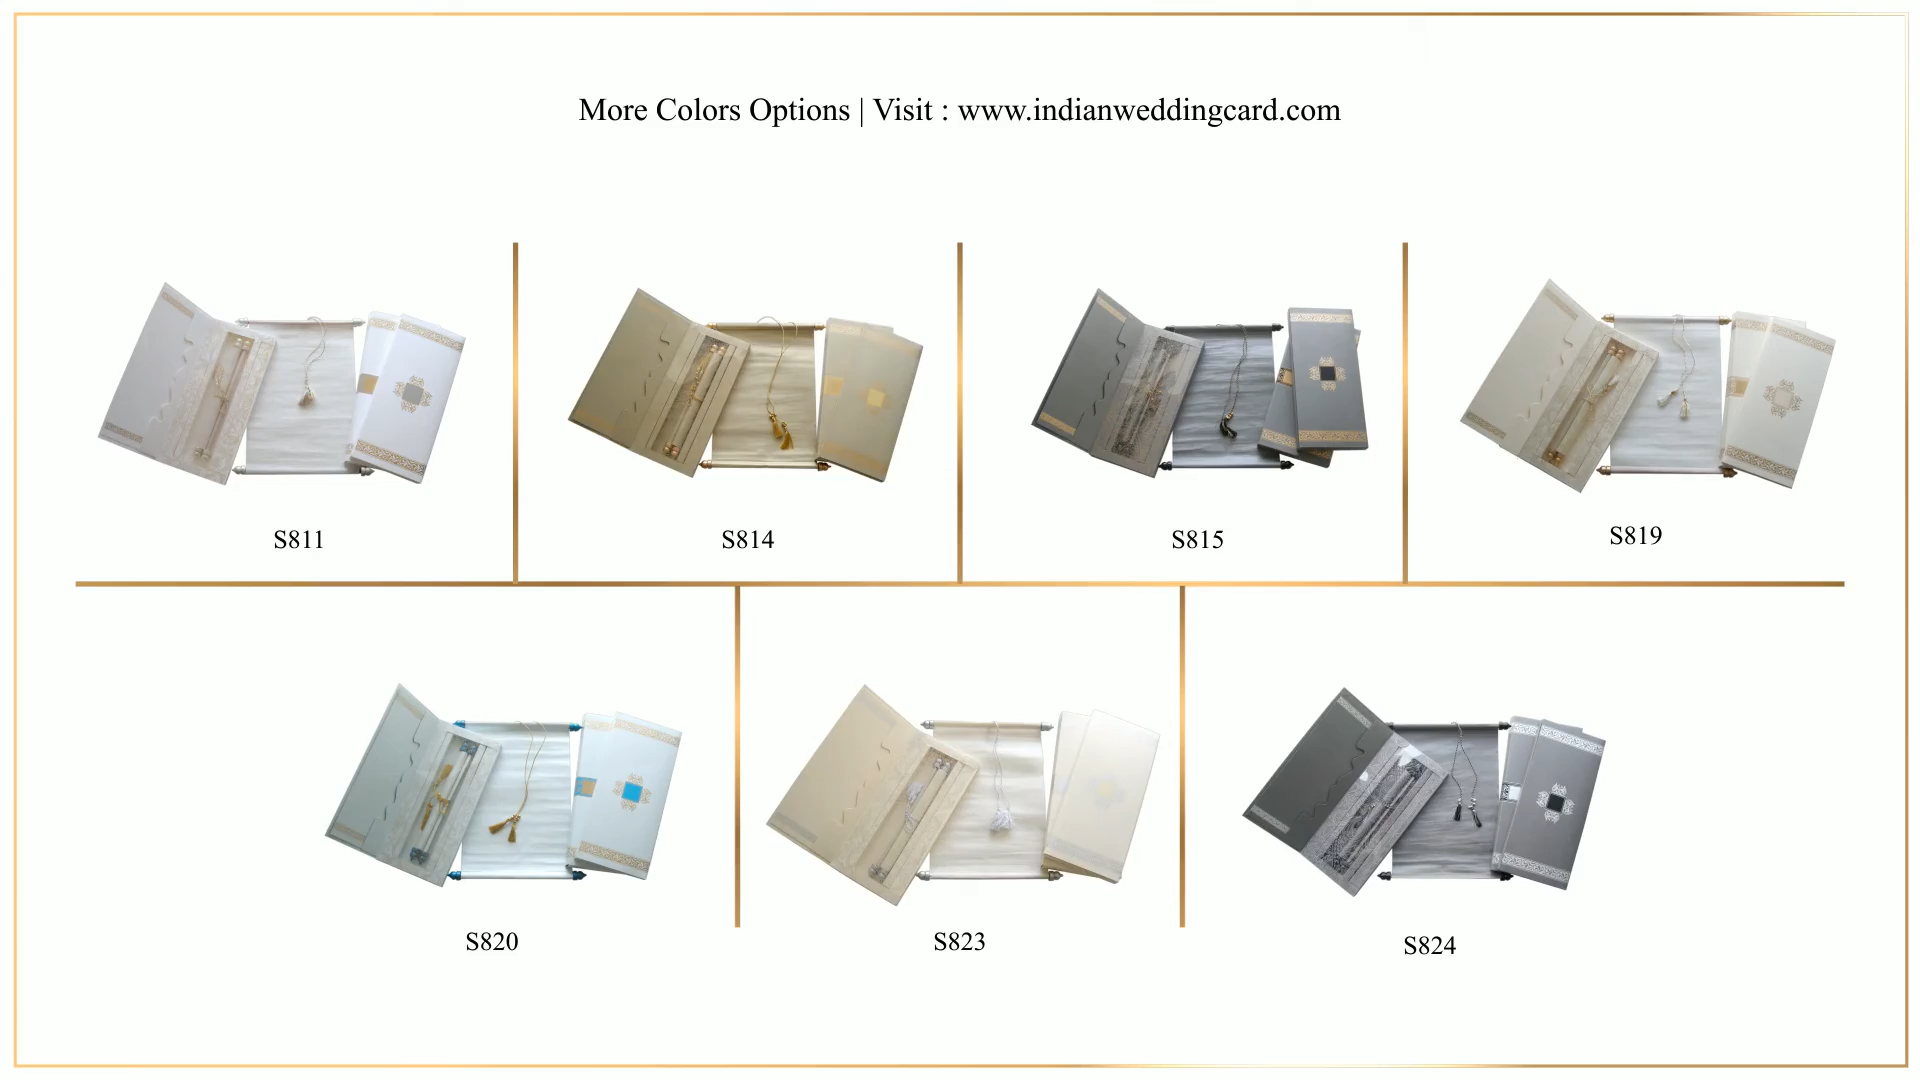 More Colors Options | Visit : www.indianweddingcard.com
S811
S814
S815
S819
S820
S823
S824